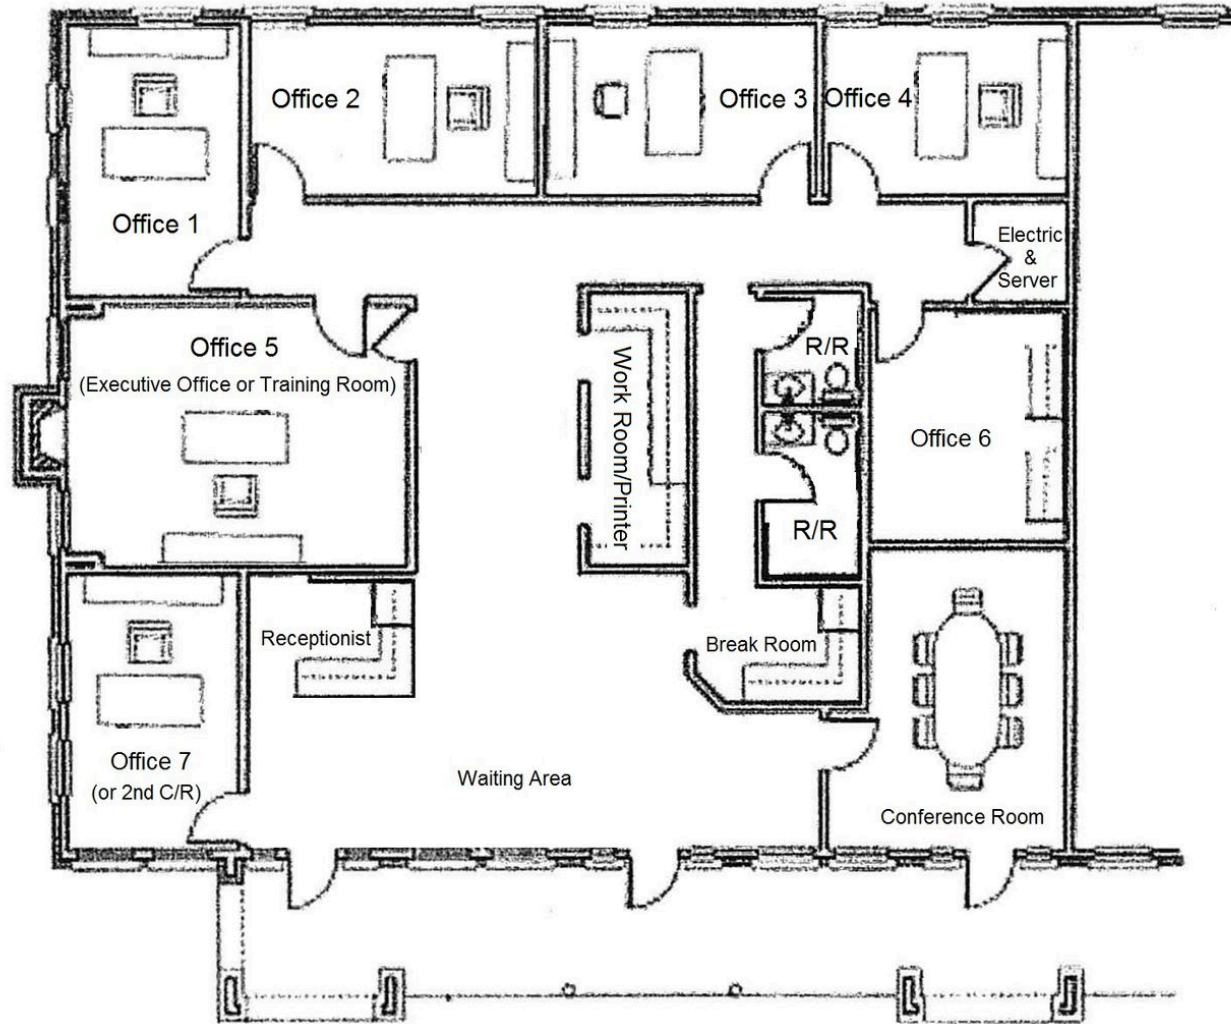 Office 1
Office 2
Office 3
Office 4
Electric
&
Server
Office 5
(Executive Office or Training Room)
Work Room/Printer
R/R
R/R
Office 6
Receptionist
Break Room
Office 7
(or 2nd C/R)
Waiting Area
Conference Room